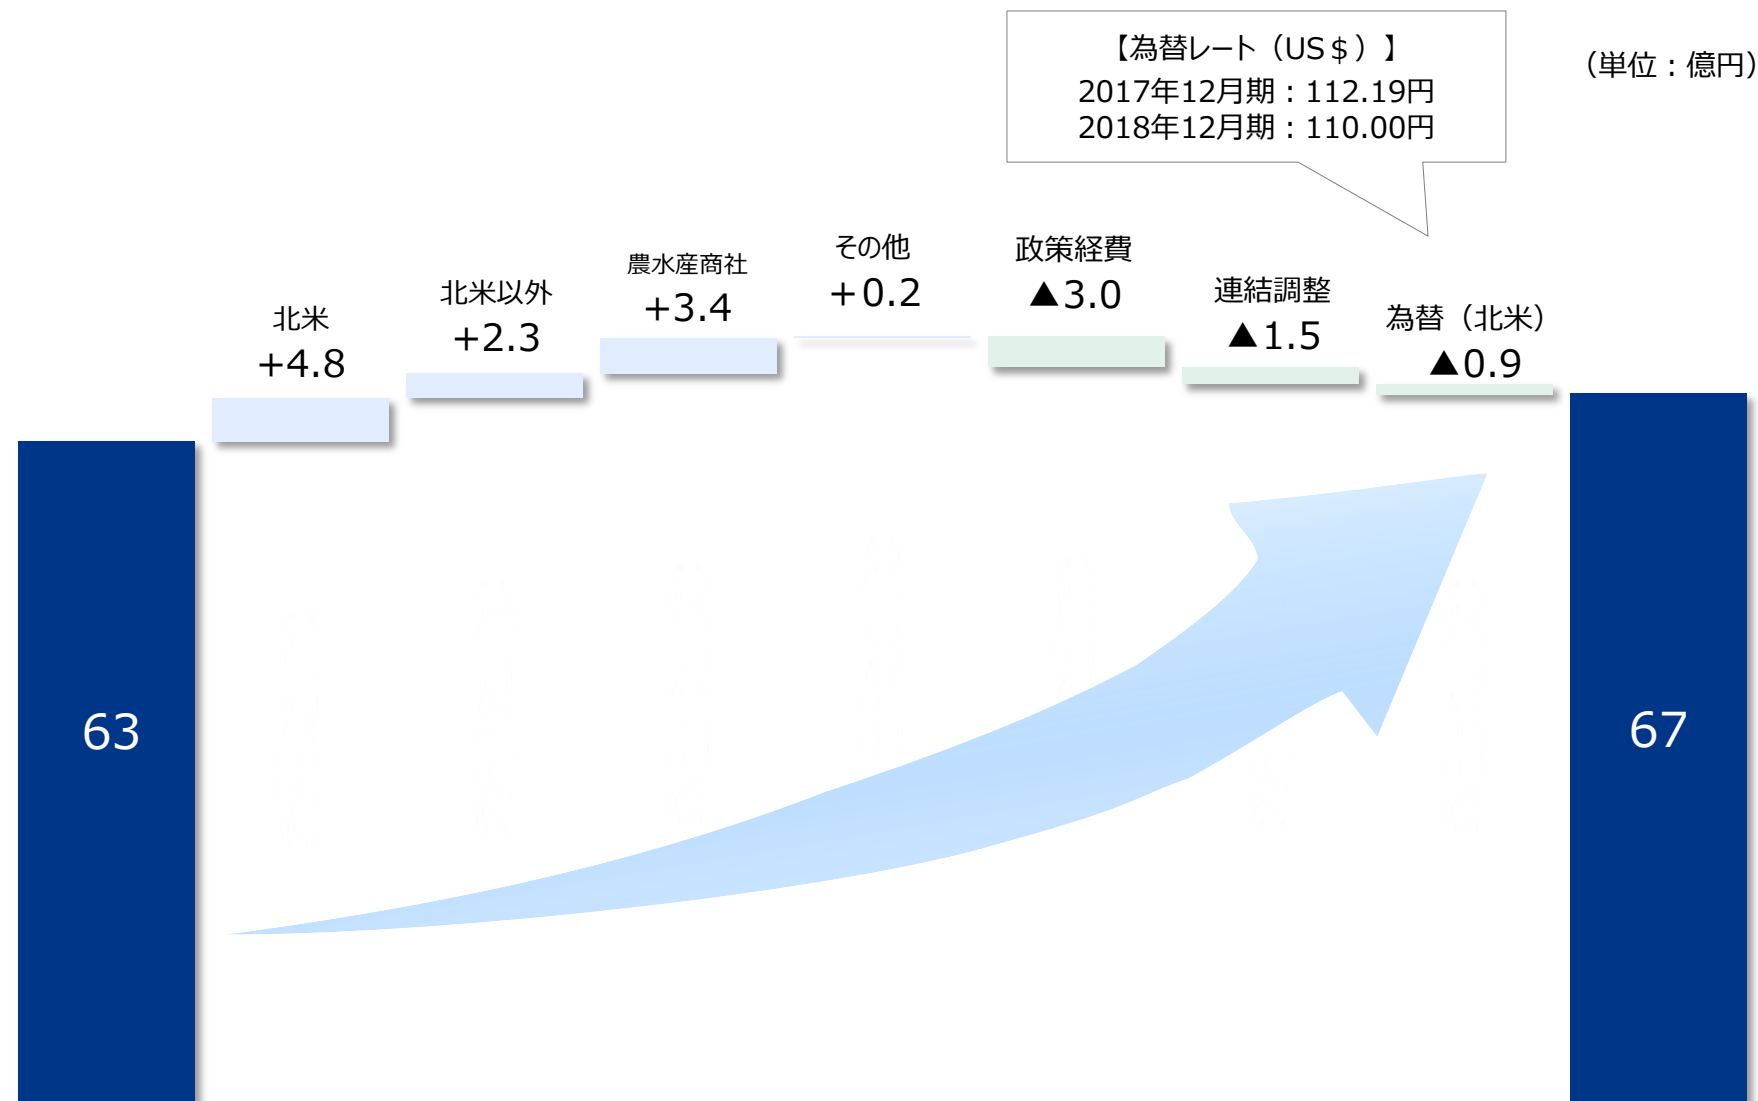 【為替レート（US＄）】
2017年12月期：112.19円
2018年12月期：110.00円
（単位：億円）
北米
+4.8
北米以外
+2.3
農水産商社
+3.4
その他
+0.2
政策経費
▲3.0
連結調整
▲1.5
為替（北米）
▲0.9
63
67